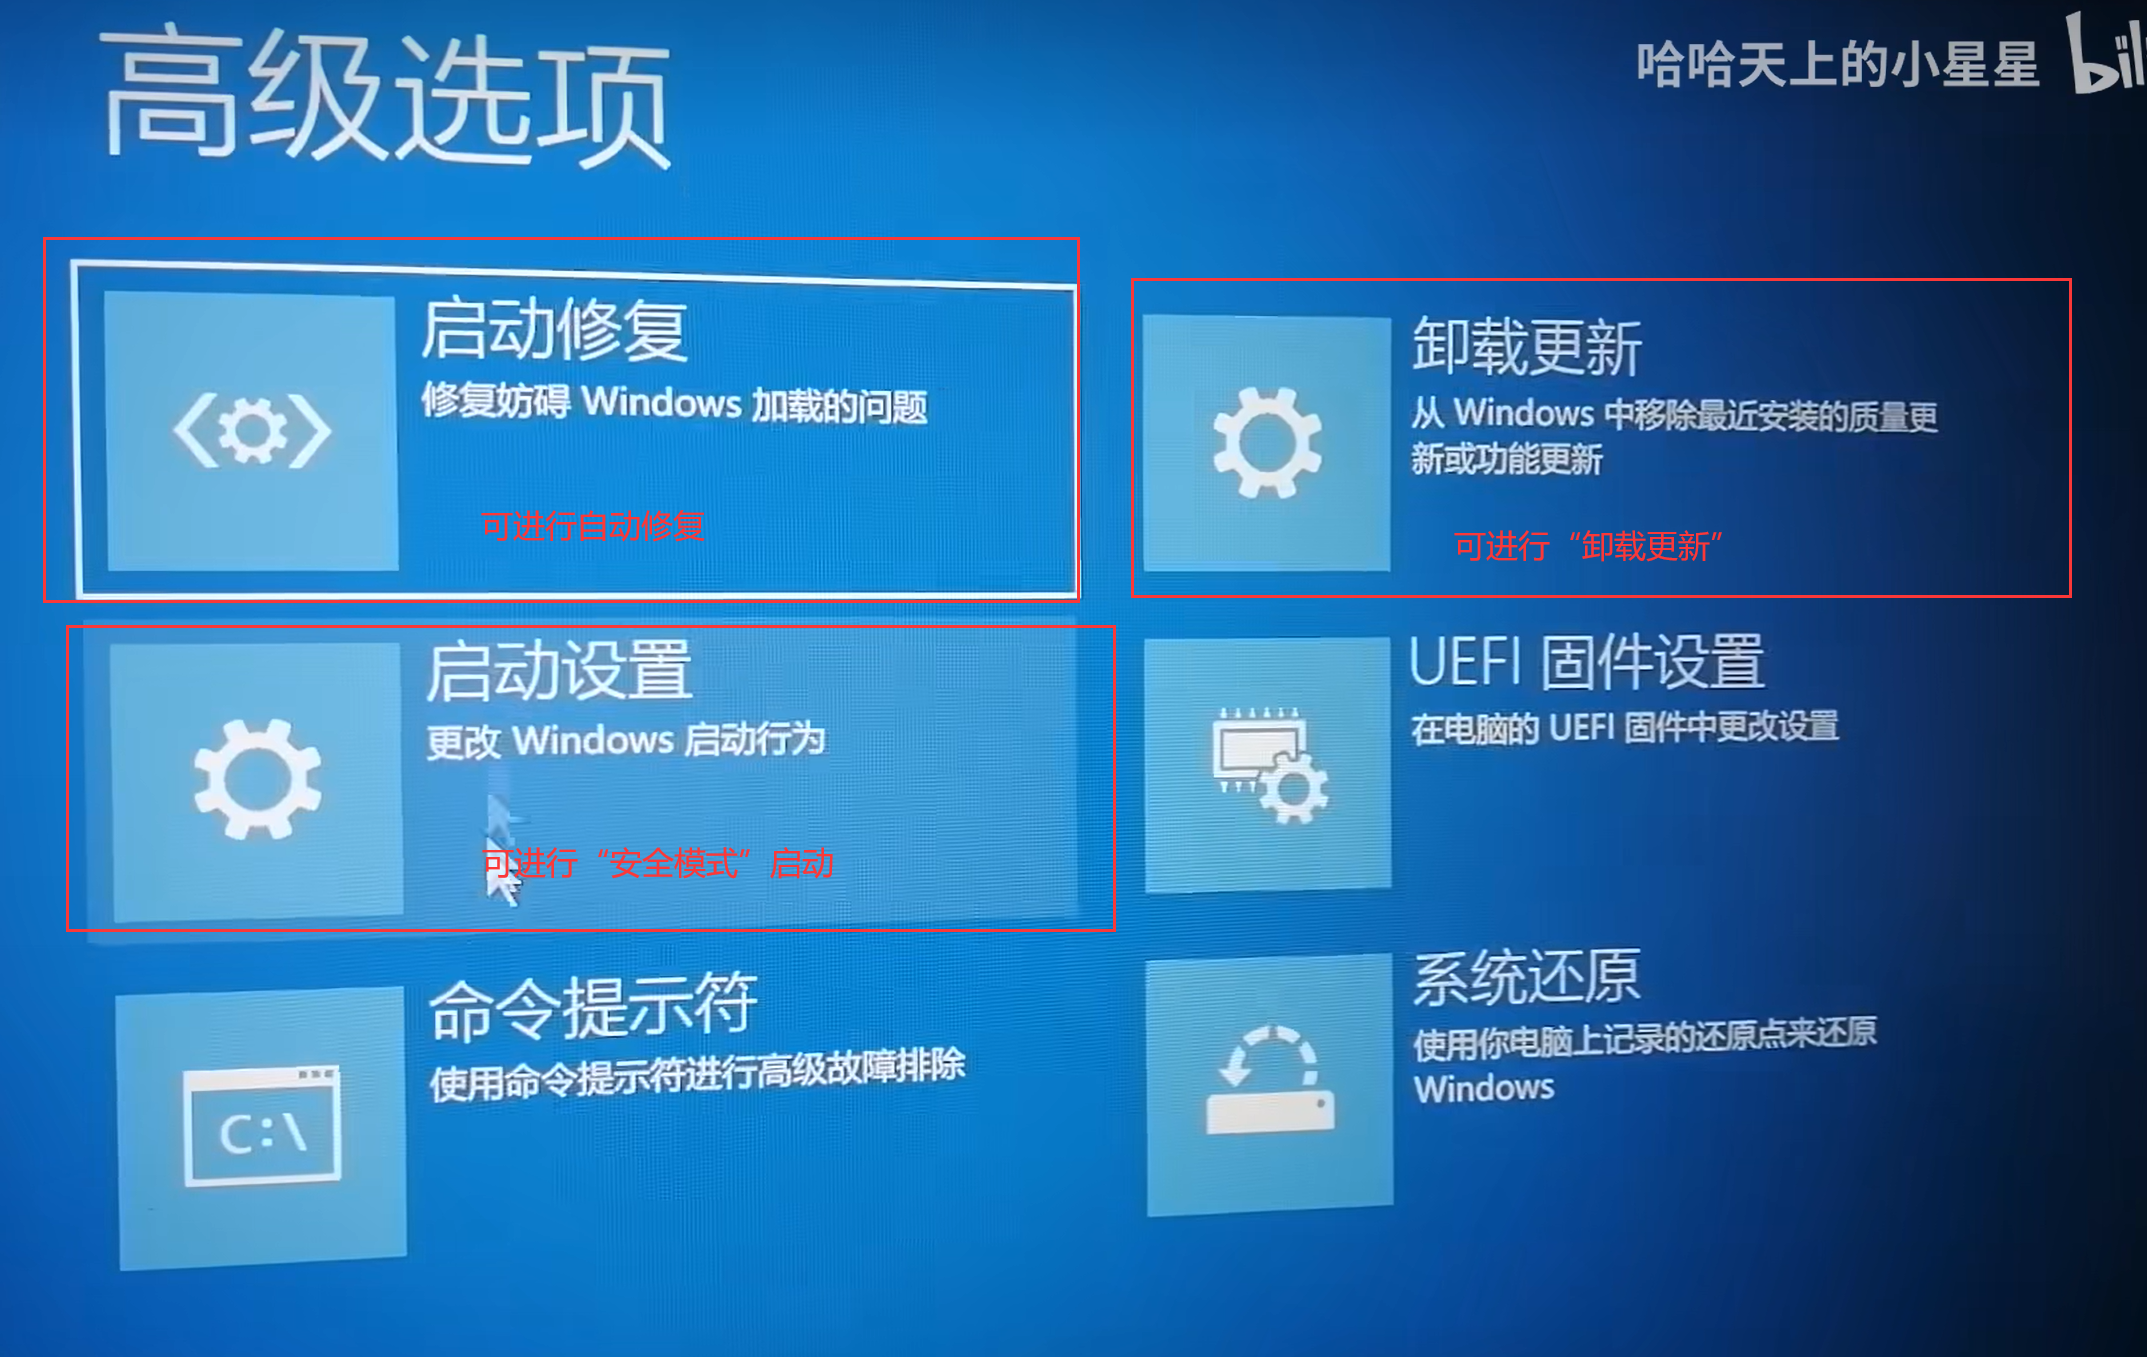 高级选项
哈哈天上的小星星 bili
启动修复
修复妨碍 Windows 加载的问题
可进行自动修复
卸载更新
从 Windows 中移除最近安装的质量更
新或功能更新
可进行“卸载更新”
启动设置
更改 Windows 启动行为
可进行“安全模式”启动
UEFI 固件设置
在电脑的 UEFI 固件中更改设置
命令提示符
使用命令提示符进行高级故障排除
C:\
系统还原
使用你电脑上记录的还原点来还原
Windows